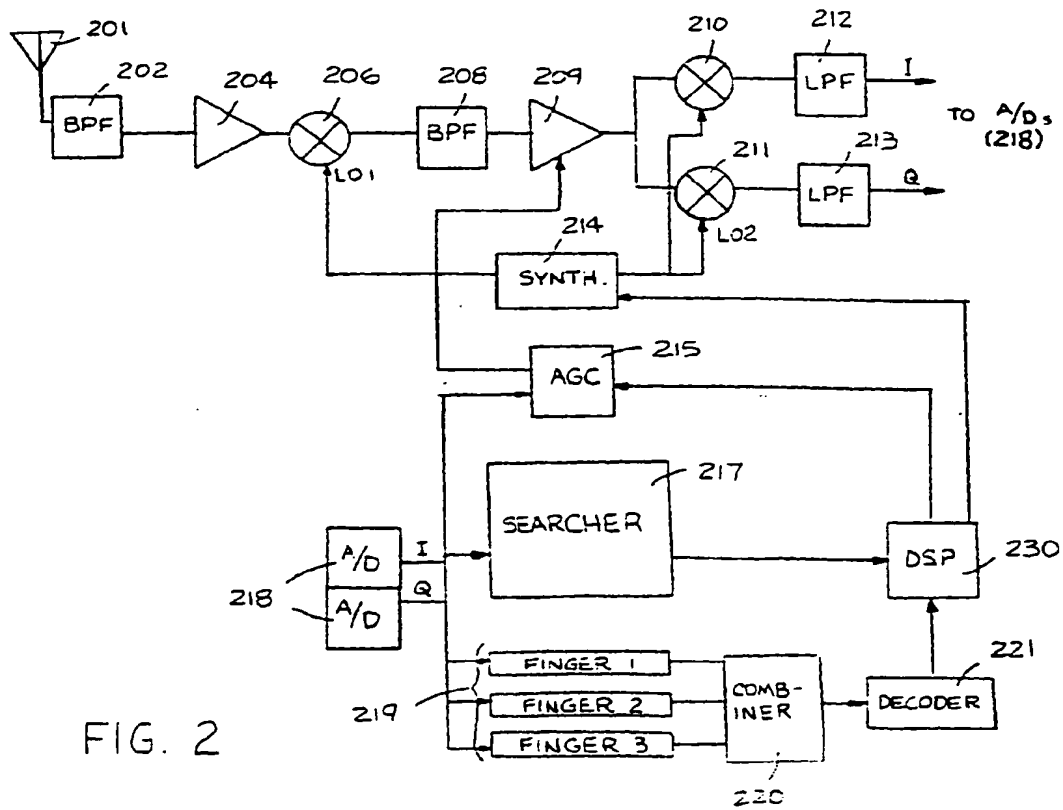 201
202
BPF
204
206
LO1
208
BPF
209
210
212
LPF
I
TO A/Ds
(218)
211
LO2
213
LPF
Q
214
SYNTH.
215
AGC
217
SEARCHER
218
A/D
A/D
I
Q
DSP
230
219
FINGER 1
FINGER 2
FINGER 3
COMB-
INER
220
221
DECODER
FIG. 2